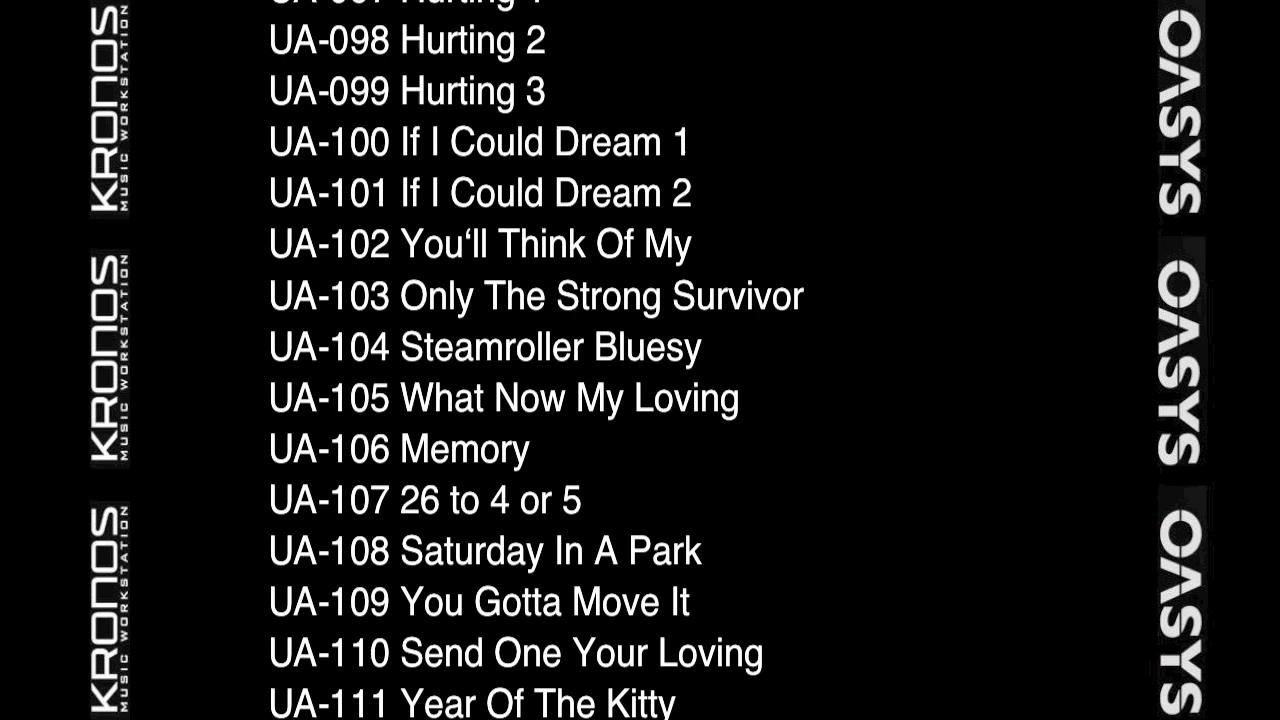 UA-097 Hurting 1
UA-098 Hurting 2
UA-099 Hurting 3
UA-100 If I Could Dream 1
UA-101 If I Could Dream 2
UA-102 You‘ll Think Of My
UA-103 Only The Strong Survivor
UA-104 Steamroller Bluesy
UA-105 What Now My Loving
UA-106 Memory
UA-107 26 to 4 or 5
UA-108 Saturday In A Park
UA-109 You Gotta Move It
UA-110 Send One Your Loving
UA-111 Year Of The Kitty
KRONOS
MUSIC WORKSTATION
KRONOS
MUSIC WORKSTATION
KRONOS
MUSIC WORKSTATION
OASYS
OASYS
OASYS